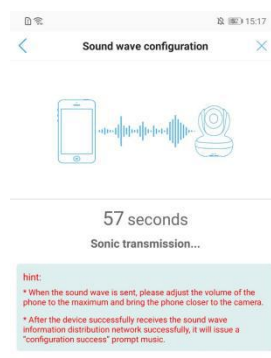 15:17
Sound wave configuration
57 seconds
Sonic transmission...
hint:
* When the sound wave is sent, please adjust the volume of the
phone to the maximum and bring the phone closer to the camera.
* After the device successfully receives the sound wave
information distribution network successfully, it will issue a
"configuration success" prompt music.